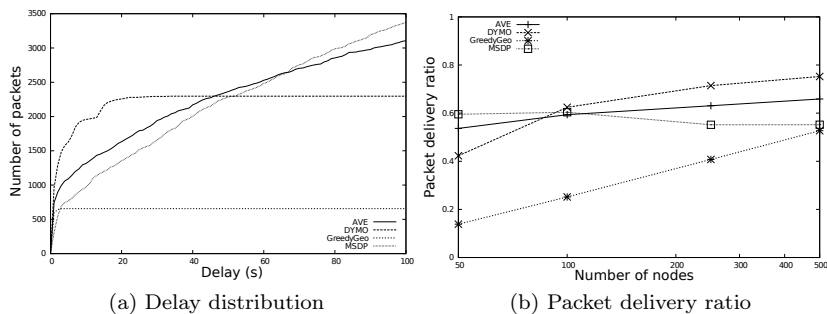 3500
3000
2500
2000
1500
1000
500
0
Number of packets
0 20 40 60 80 100
Delay (s)
AVE
DYMO
GreedyGeo
MSDP
(a) Delay distribution
1
0.8
0.6
0.4
0.2
0
Packet delivery ratio
50 100 200 300 400 500
Number of nodes
AVE
DYMO
GreedyGeo
MSDP
(b) Packet delivery ratio